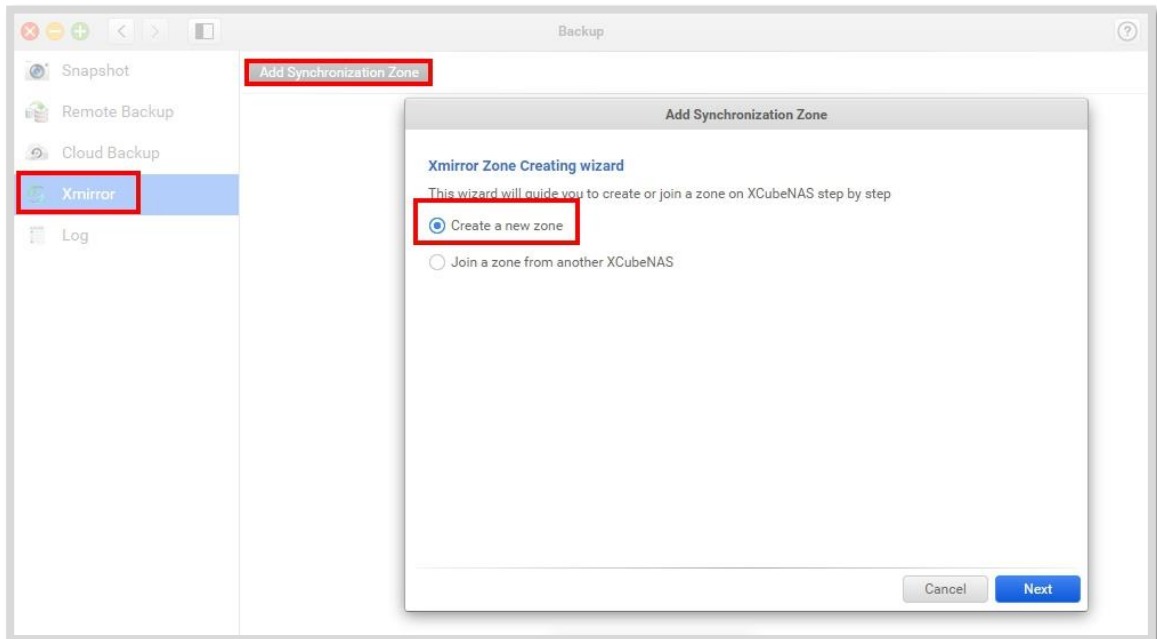 Backup
?
Snapshot
Remote Backup
Cloud Backup
Xmirror
Log
Add Synchronization Zone
Add Synchronization Zone
Xmirror Zone Creating wizard
This wizard will guide you to create or join a zone on XCubeNAS step by step
Create a new zone
Join a zone from another XCubeNAS
Cancel
Next